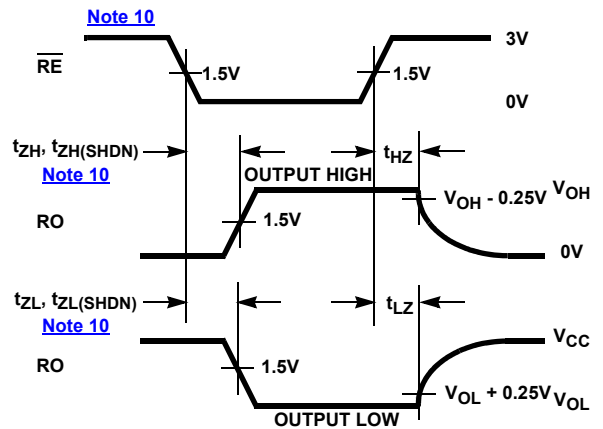 Note 10
RE
3V
1.5V
1.5V
0V
tZH, tZH(SHDN)
Note 10
tHZ
OUTPUT HIGH
VOH - 0.25V
VOH
RO
1.5V
0V
tZL, tZL(SHDN)
Note 10
tLZ
VCC
RO
1.5V
VOL + 0.25V
VOL
OUTPUT LOW